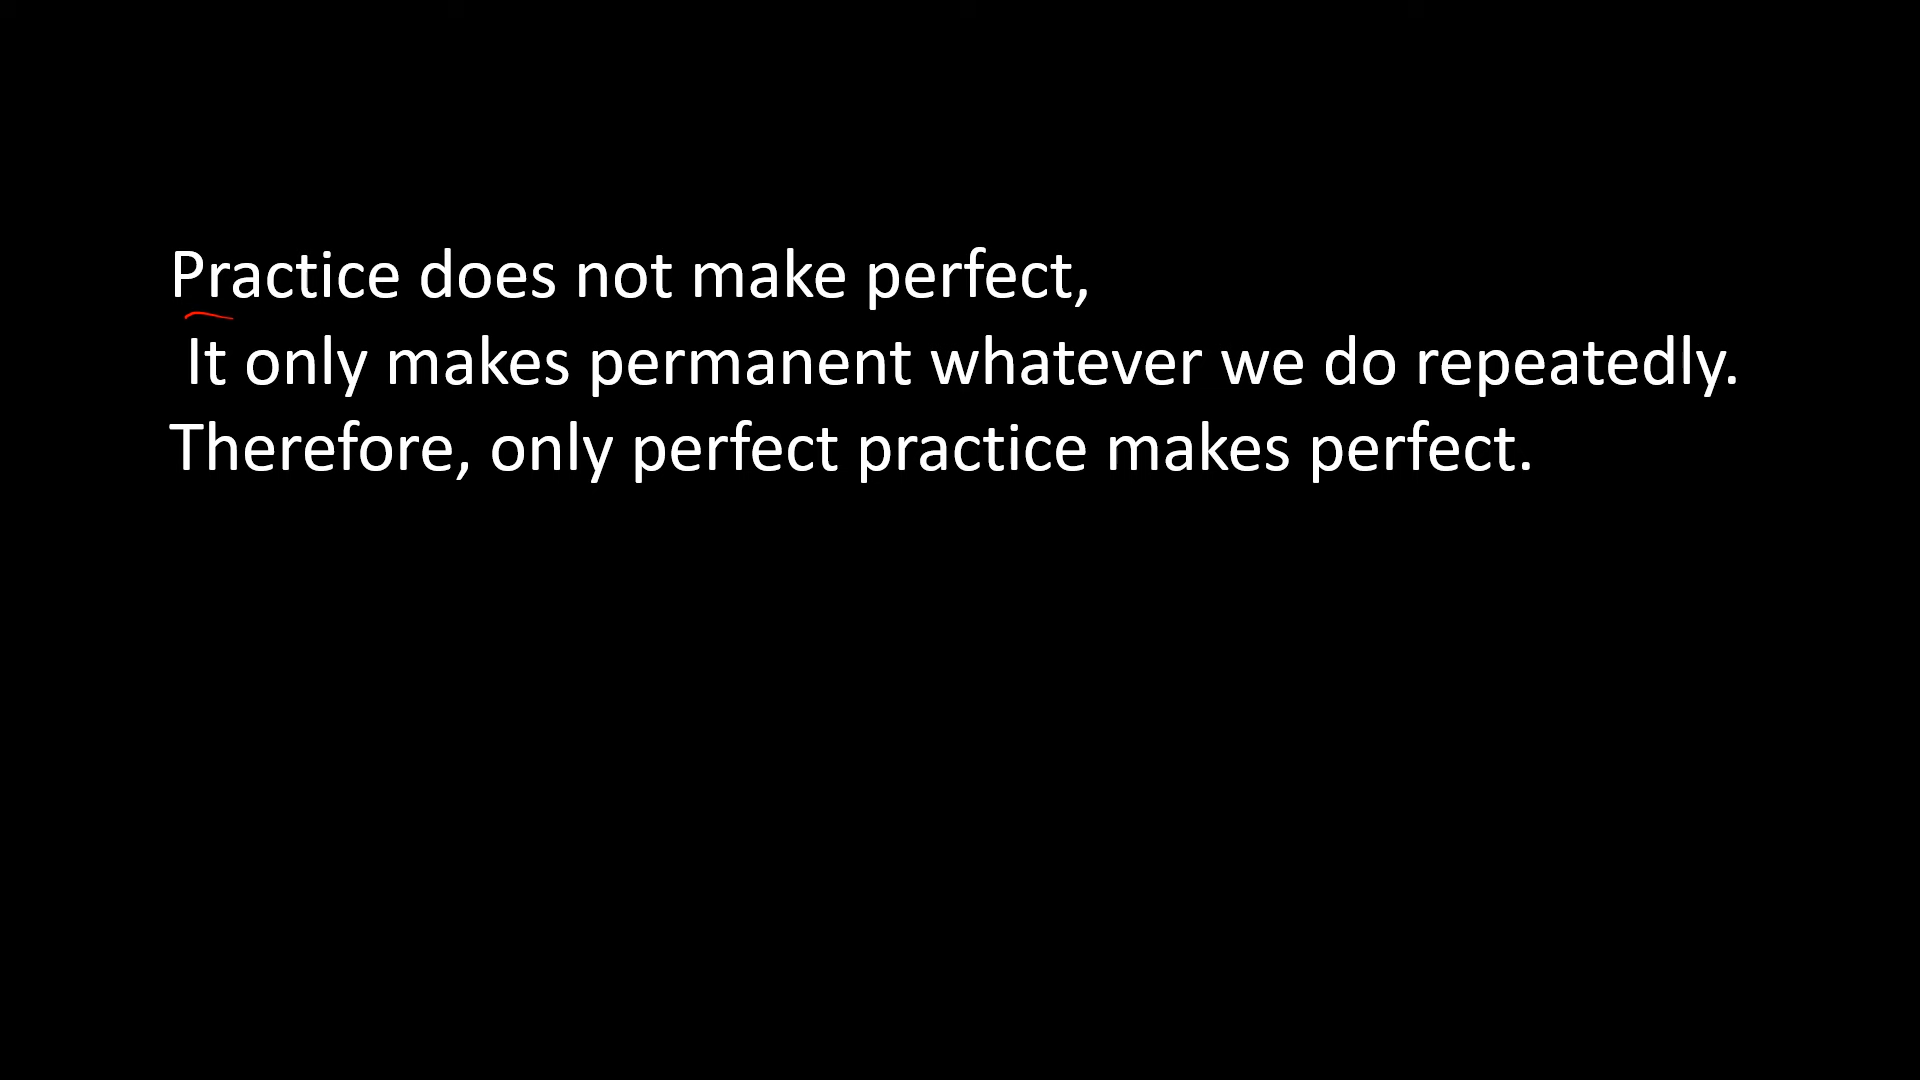 Practice does not make perfect,
It only makes permanent whatever we do repeatedly.
Therefore, only perfect practice makes perfect.